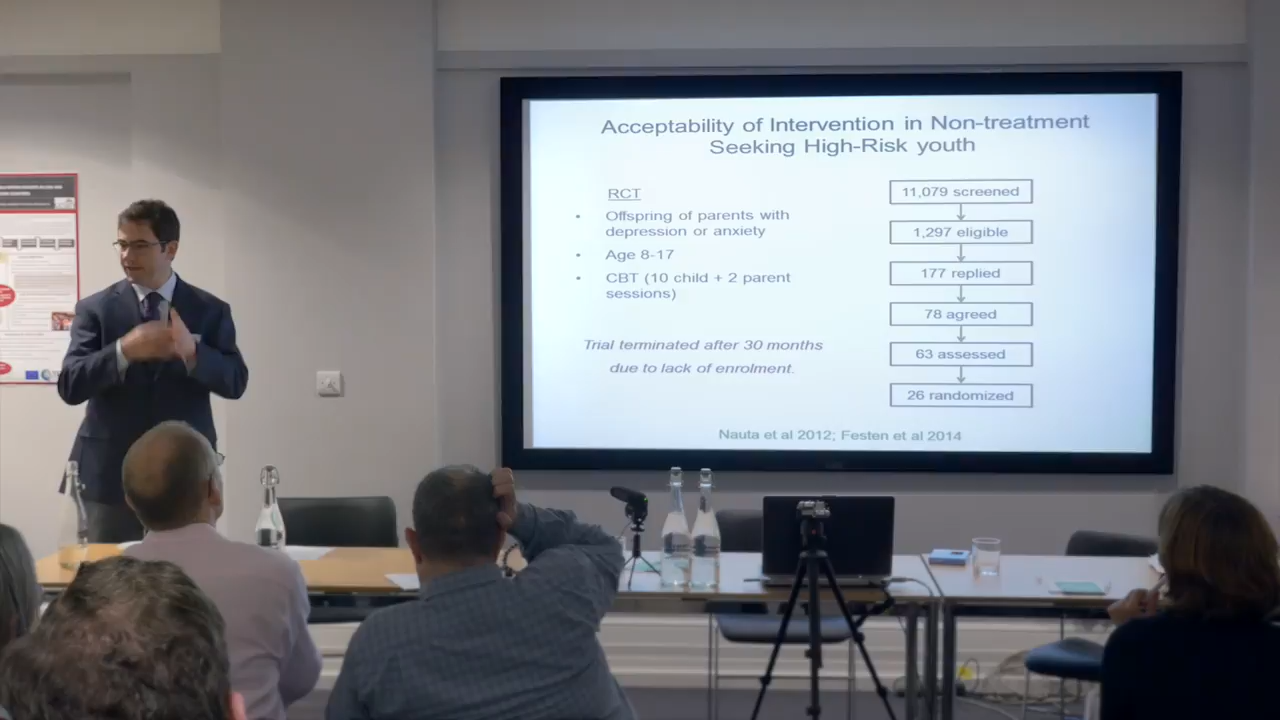 Acceptability of Intervention in Non-treatment
Seeking High-Risk youth
RCT
• Offspring of parents with
depression or anxiety
• Age 8-17
• CBT (10 child + 2 parent
sessions)
Trial terminated after 30 months
due to lack of enrolment.
11,079 screened
1,297 eligible
177 replied
78 agreed
63 assessed
26 randomized
Nauta et al 2012; Festen et al 2014